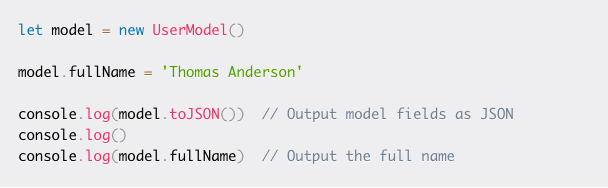 let model = new UserModel()
model.fullName = 'Thomas Anderson'
console.log(model.toJSON())  // Output model fields as JSON
console.log()
console.log(model.fullName)  // Output the full name